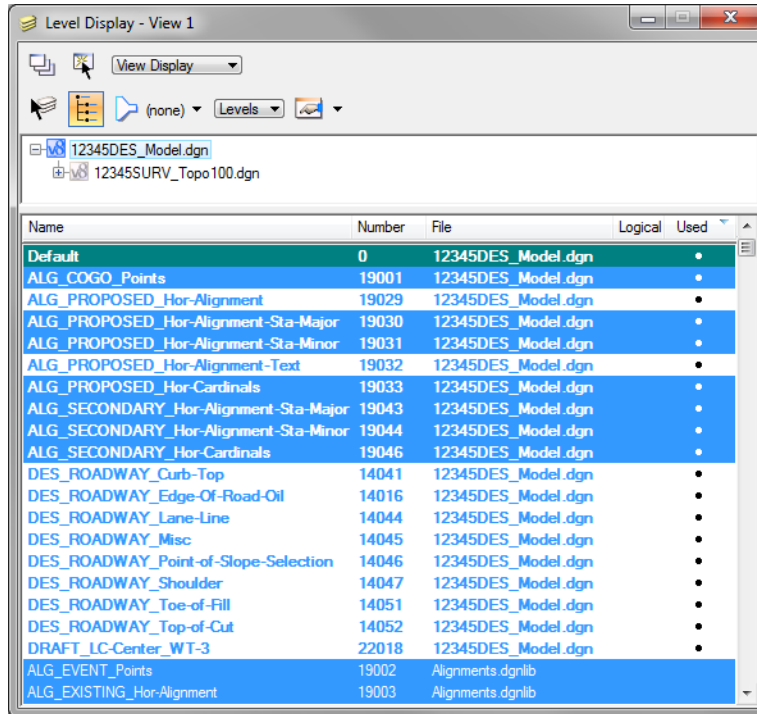 Level Display - View 1
View Display
(none) Levels
12345DES_Model.dgn
12345SURV_Topo100.dgn
Name Number File Logical Used
Default 0 12345DES_Model.dgn
ALG_COGO_Points 19001 12345DES_Model.dgn
ALG_PROPOSED_Hor-Alignment 19029 12345DES_Model.dgn
ALG_PROPOSED_Hor-Alignment-Sta-Major 19030 12345DES_Model.dgn
ALG_PROPOSED_Hor-Alignment-Sta-Minor 19031 12345DES_Model.dgn
ALG_PROPOSED_Hor-Alignment-Text 19032 12345DES_Model.dgn
ALG_PROPOSED_Hor-Cardinals 19033 12345DES_Model.dgn
ALG_SECONDARY_Hor-Alignment-Sta-Major 19043 12345DES_Model.dgn
ALG_SECONDARY_Hor-Alignment-Sta-Minor 19044 12345DES_Model.dgn
ALG_SECONDARY_Hor-Cardinals 19046 12345DES_Model.dgn
DES_ROADWAY_Curb-Top 14041 12345DES_Model.dgn
DES_ROADWAY_Edge-Of-Road-Oil 14016 12345DES_Model.dgn
DES_ROADWAY_Lane-Line 14044 12345DES_Model.dgn
DES_ROADWAY_Misc 14045 12345DES_Model.dgn
DES_ROADWAY_Point-of-Slope-Selection 14046 12345DES_Model.dgn
DES_ROADWAY_Shoulder 14047 12345DES_Model.dgn
DES_ROADWAY_Toe-of-Fill 14051 12345DES_Model.dgn
DES_ROADWAY_Top-of-Cut 14052 12345DES_Model.dgn
DRAFT_LC-Center_WT-3 22018 12345DES_Model.dgn
ALG_EVENT_Points 19002 Alignments.dgnlib
ALG_EXISTING_Hor-Alignment 19003 Alignments.dgnlib